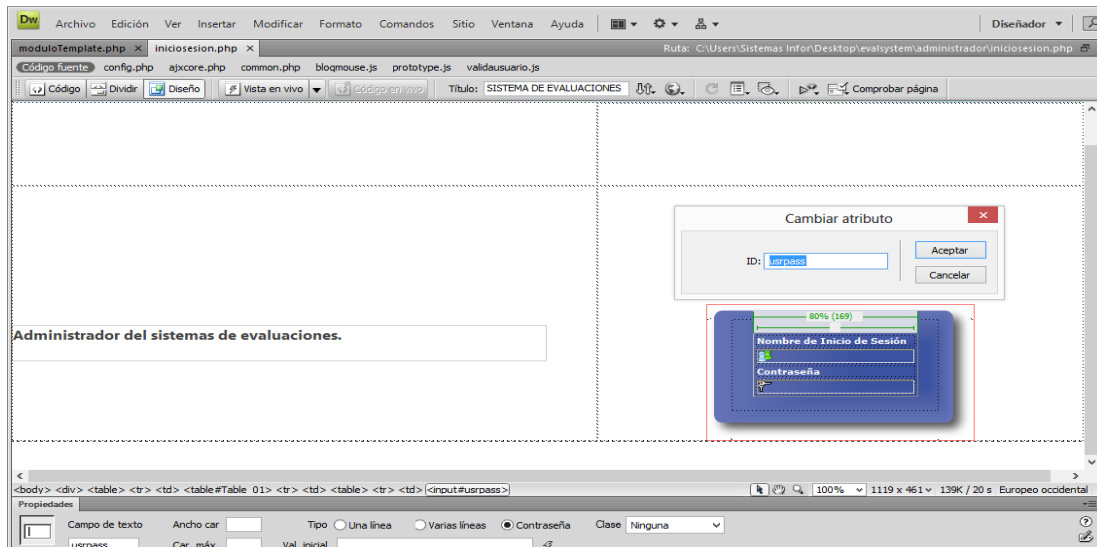 Dw Archivo Edición Ver Insertar Modificar Formato Comandos Sitio Ventana Ayuda Diseñador
moduloTemplate.php × iniciosesion.php × Ruta: C:\Users\Sistemas Infor\Desktop\evalsystem\administrador\iniciosesion.php
Código fuente config.php ajxcore.php common.php bloqmouse.js prototype.js validausuario.js
Código Dividir Diseño Vista en vivo Código en vivo Título: SISTEMA DE EVALUACIONES Comprobar página
Cambiar atributo
ID: usrpass
Aceptar
Cancelar
80% (169)
Administrador del sistemas de evaluaciones.
Nombre de Inicio de Sesión
Contraseña
<body> <div> <table> <tr> <td> <table#Table_01> <tr> <td> <table> <tr> <td> <input#usrpass> 100% 1119 x 461 139K / 20 s Europeo occidental
Propiedades
Campo de texto Ancho car Tipo Una línea Varias líneas Contraseña Clase Ninguna
usrpass Car. máx Val. inicial